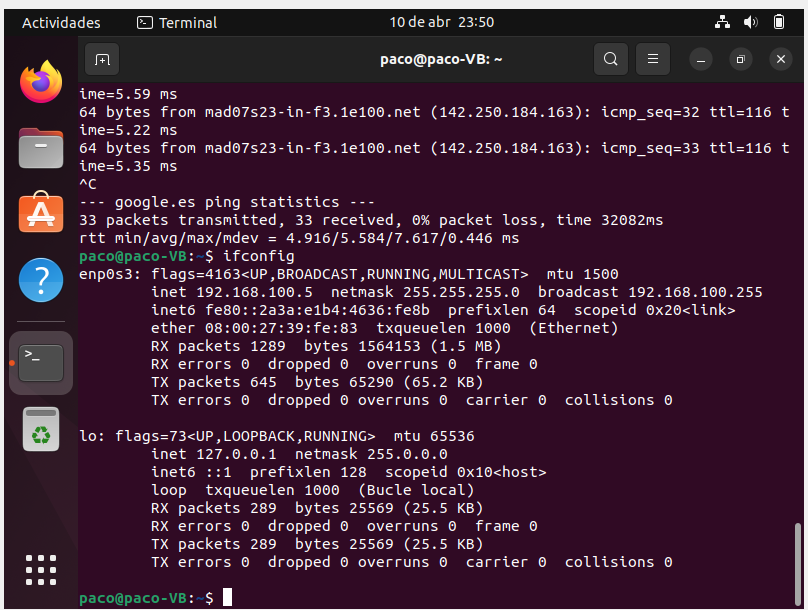 Actividades
Terminal
10 de abr 23:50
paco@paco-VB: ~
ime=5.59 ms
64 bytes from mad07s23-in-f3.1e100.net (142.250.184.163): icmp_seq=32 ttl=116 t
ime=5.22 ms
64 bytes from mad07s23-in-f3.1e100.net (142.250.184.163): icmp_seq=33 ttl=116 t
ime=5.35 ms
^C
--- google.es ping statistics ---
33 packets transmitted, 33 received, 0% packet loss, time 32082ms
rtt min/avg/max/mdev = 4.916/5.584/7.617/0.446 ms
paco@paco-VB:~$ ifconfig
enp0s3: flags=4163<UP,BROADCAST,RUNNING,MULTICAST>  mtu 1500
        inet 192.168.100.5  netmask 255.255.255.0  broadcast 192.168.100.255
        inet6 fe80::2a3a:e1b4:4636:fe8b  prefixlen 64  scopeid 0x20<link>
        ether 08:00:27:39:fe:83  txqueuelen 1000  (Ethernet)
        RX packets 1289  bytes 1564153 (1.5 MB)
        RX errors 0  dropped 0  overruns 0  frame 0
        TX packets 645  bytes 65290 (65.2 KB)
        TX errors 0  dropped 0 overruns 0  carrier 0  collisions 0
lo: flags=73<UP,LOOPBACK,RUNNING>  mtu 65536
        inet 127.0.0.1  netmask 255.0.0.0
        inet6 ::1  prefixlen 128  scopeid 0x10<host>
        loop  txqueuelen 1000  (Bucle local)
        RX packets 289  bytes 25569 (25.5 KB)
        RX errors 0  dropped 0  overruns 0  frame 0
        TX packets 289  bytes 25569 (25.5 KB)
        TX errors 0  dropped 0 overruns 0  carrier 0  collisions 0
paco@paco-VB:~$